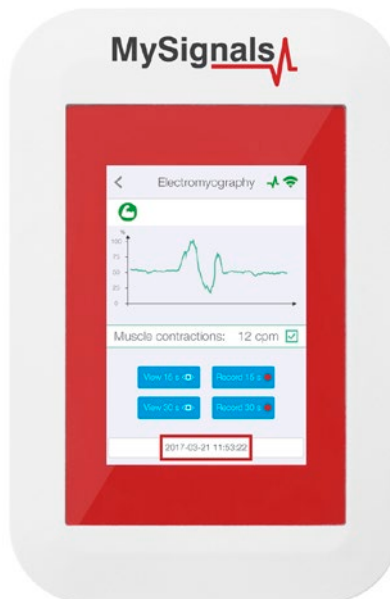 MySignals
Electromyography
%
100
75
50
25
0
Muscle contractions: 12 cpm
View 15 s Record 15 s
View 30 s Record 30 s
2017-03-21 11:53:22